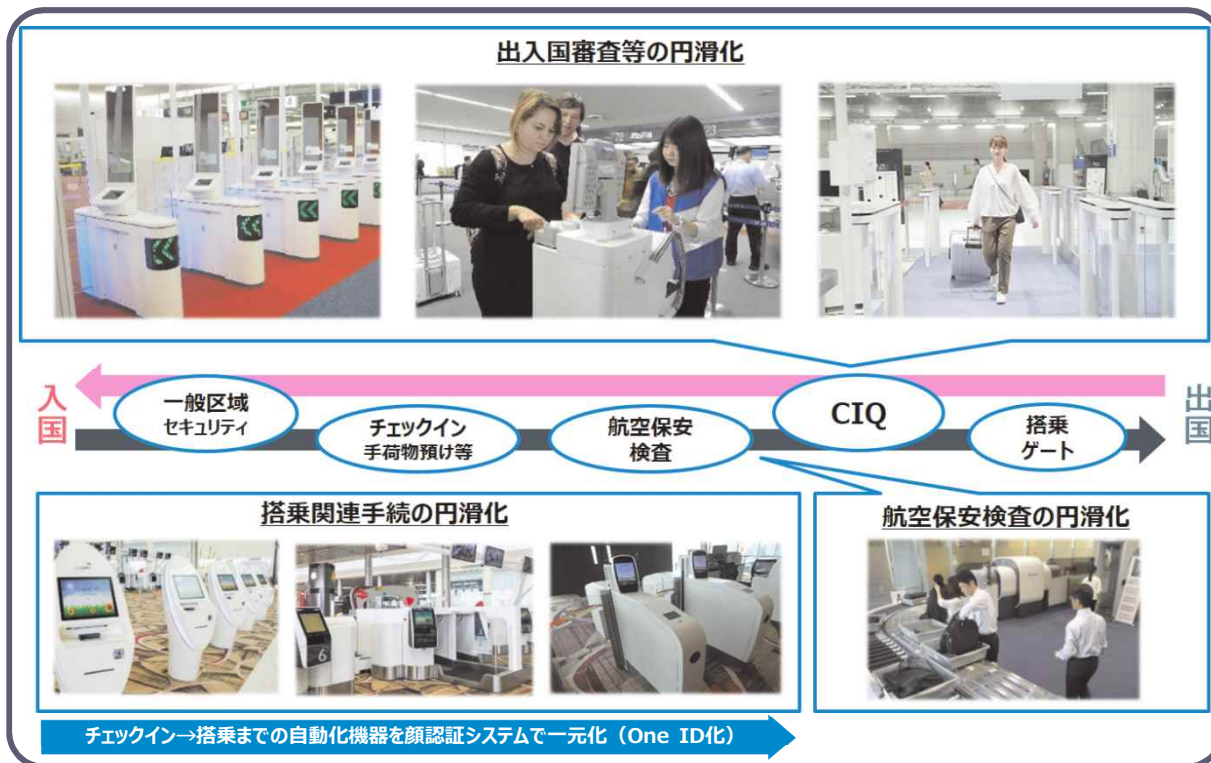 出入国審査等の円滑化
入国
一般区域
セキュリティ
チェックイン
手荷物預け等
航空保安
検査
CIQ
搭乗
ゲート
出国
搭乗関連手続の円滑化
航空保安検査の円滑化
6
チェックイン→搭乗までの自動化機器を顔認証システムで一元化（One ID化）